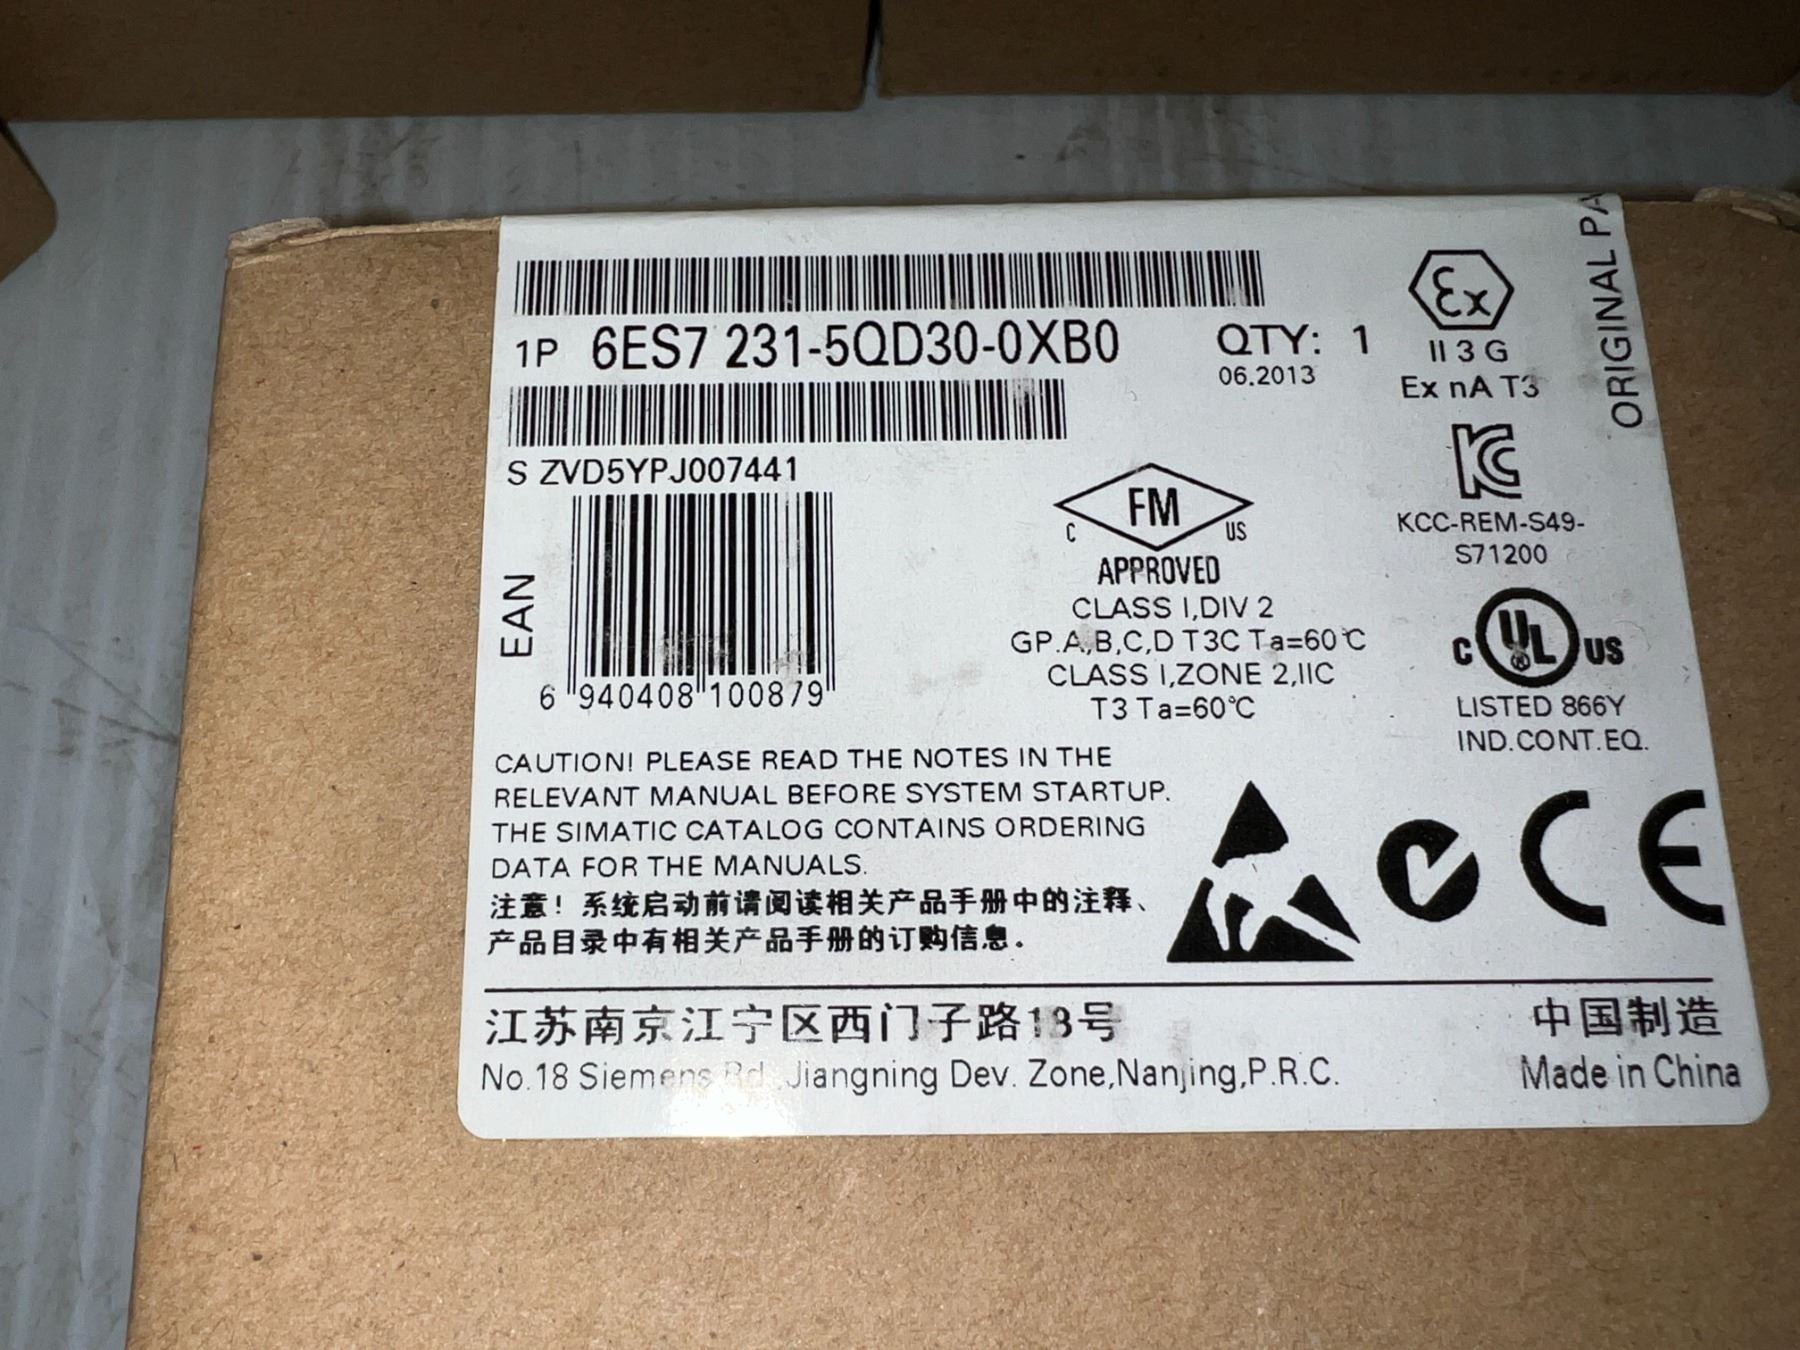 1P 6ES7 231-5QD30-0XB0
QTY: 1
06.2013
S ZVD5YPJ007441
EAN
6 940408 100879
FM
C US
APPROVED
CLASS I,DIV 2
GP.A,B,C,D T3C Ta=60℃
CLASS I,ZONE 2,IIC
T3 Ta=60℃
Ex
II 3 G
Ex nA T3
KCC-REM-S49-
S71200
C UL US
®
LISTED 866Y
IND.CONT.EQ.
ORIGINAL
CAUTION! PLEASE READ THE NOTES IN THE
RELEVANT MANUAL BEFORE SYSTEM STARTUP.
THE SIMATIC CATALOG CONTAINS ORDERING
DATA FOR THE MANUALS.
注意！系统启动前请阅读相关产品手册中的注释、
产品目录中有相关产品手册的订购信息。
CE
江苏南京江宁区西门子路18号
中国制造
No.18 Siemens Rd.,Jiangning Dev. Zone,Nanjing,P.R.C.
Made in China